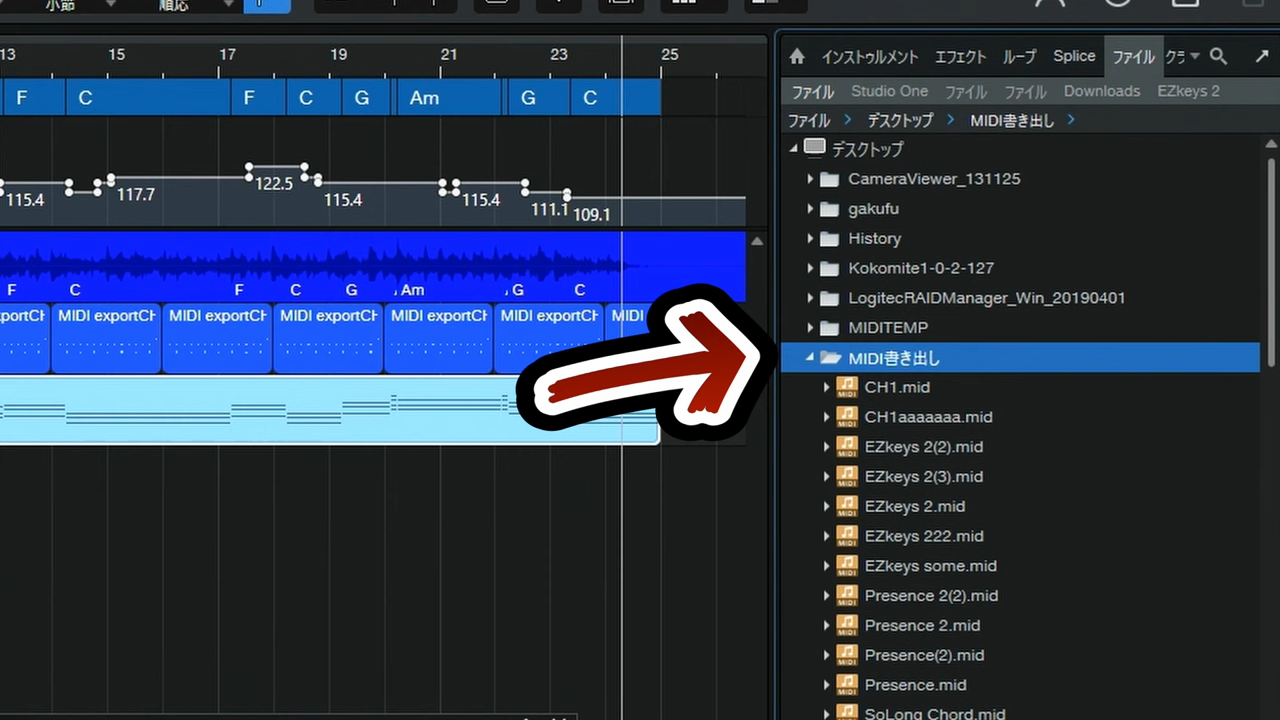 小節
順応
13 15 17 19 21 23 25
F C F C G Am G C
115.4 117.7 122.5 115.4 115.4 111.1 109.1
F C F C G Am G C
MIDI exportCH MIDI exportCH MIDI exportCH MIDI exportCH MIDI exportCH MIDI
インストゥルメント エフェクト ループ Splice ファイル クラ
ファイル Studio One ファイル ファイル Downloads EZkeys 2
ファイル > デスクトップ > MIDI書き出し >
デスクトップ
CameraViewer_131125
gakufu
History
Kokomite1-0-2-127
LogitecRAIDManager_Win_20190401
MIDITEMP
MIDI書き出し
CH1.mid
CH1aaaaaaa.mid
EZkeys 2(2).mid
EZkeys 2(3).mid
EZkeys 2.mid
EZkeys 222.mid
EZkeys some.mid
Presence 2(2).mid
Presence 2.mid
Presence(2).mid
Presence.mid
SoLong Chord.mid